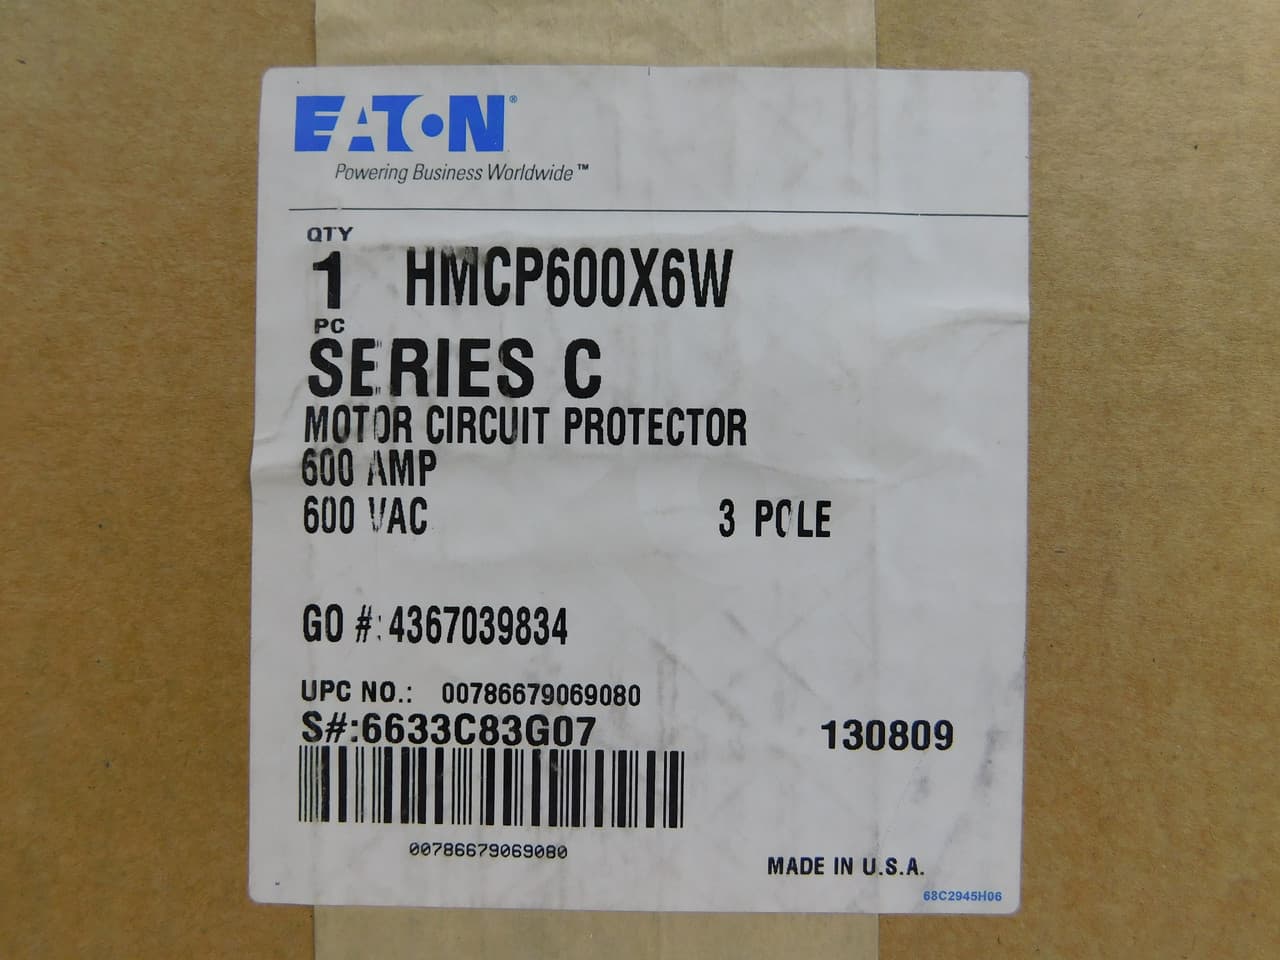 EATON®
Powering Business Worldwide™
QTY
1 HMCP600X6W
PC
SERIES C
MOTOR CIRCUIT PROTECTOR
600 AMP
600 VAC 3 POLE
GO #: 4367039834
UPC NO.: 00786679069080
S#:6633C83G07 130809
00786679069080
MADE IN U.S.A.
68C2945H06